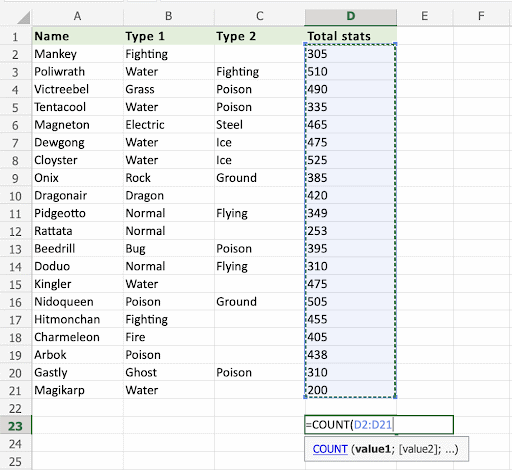 A B C D E F
1 Name Type 1 Type 2 Total stats
2 Mankey Fighting 305
3 Poliwrath Water Fighting 510
4 Victreebel Grass Poison 490
5 Tentacool Water Poison 335
6 Magneton Electric Steel 465
7 Dewgong Water Ice 475
8 Cloyster Water Ice 525
9 Onix Rock Ground 385
10 Dragonair Dragon 420
11 Pidgeotto Normal Flying 349
12 Rattata Normal 253
13 Beedrill Bug Poison 395
14 Doduo Normal Flying 310
15 Kingler Water 475
16 Nidoqueen Poison Ground 505
17 Hitmonchan Fighting 455
18 Charmeleon Fire 405
19 Arbok Poison 438
20 Gastly Ghost Poison 310
21 Magikarp Water 200
22
23 =COUNT(D2:D21
24 COUNT (value1; [value2]; ...)
25